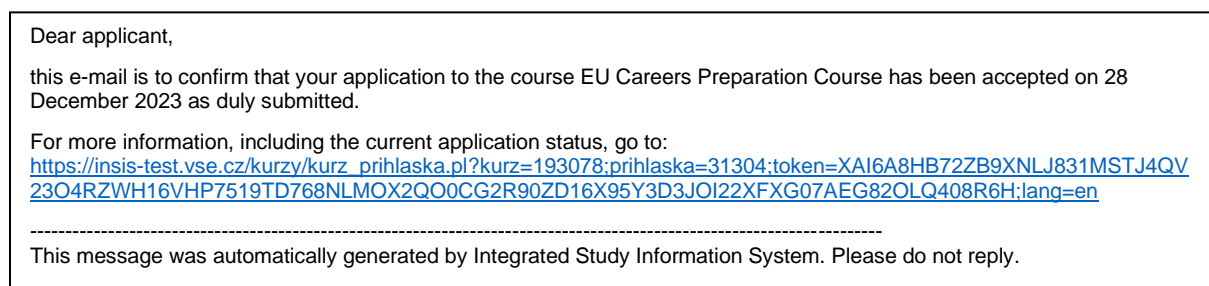 Dear applicant,
this e-mail is to confirm that your application to the course EU Careers Preparation Course has been accepted on 28
December 2023 as duly submitted.
For more information, including the current application status, go to:
https://insis-test.vse.cz/kurzy/kurz_prihlaska.pl?kurz=193078;prihlaska=31304;token=XAI6A8HB72ZB9XNLJ831MSTJ4QV
23O4RZWH16VHP7519TD768NLMOX2QO0CG2R90ZD16X95Y3D3JOI22XFXG07AEG82OLQ408R6H;lang=en
--------------------------------------------------------------------------------------------------------------------------
This message was automatically generated by Integrated Study Information System. Please do not reply.